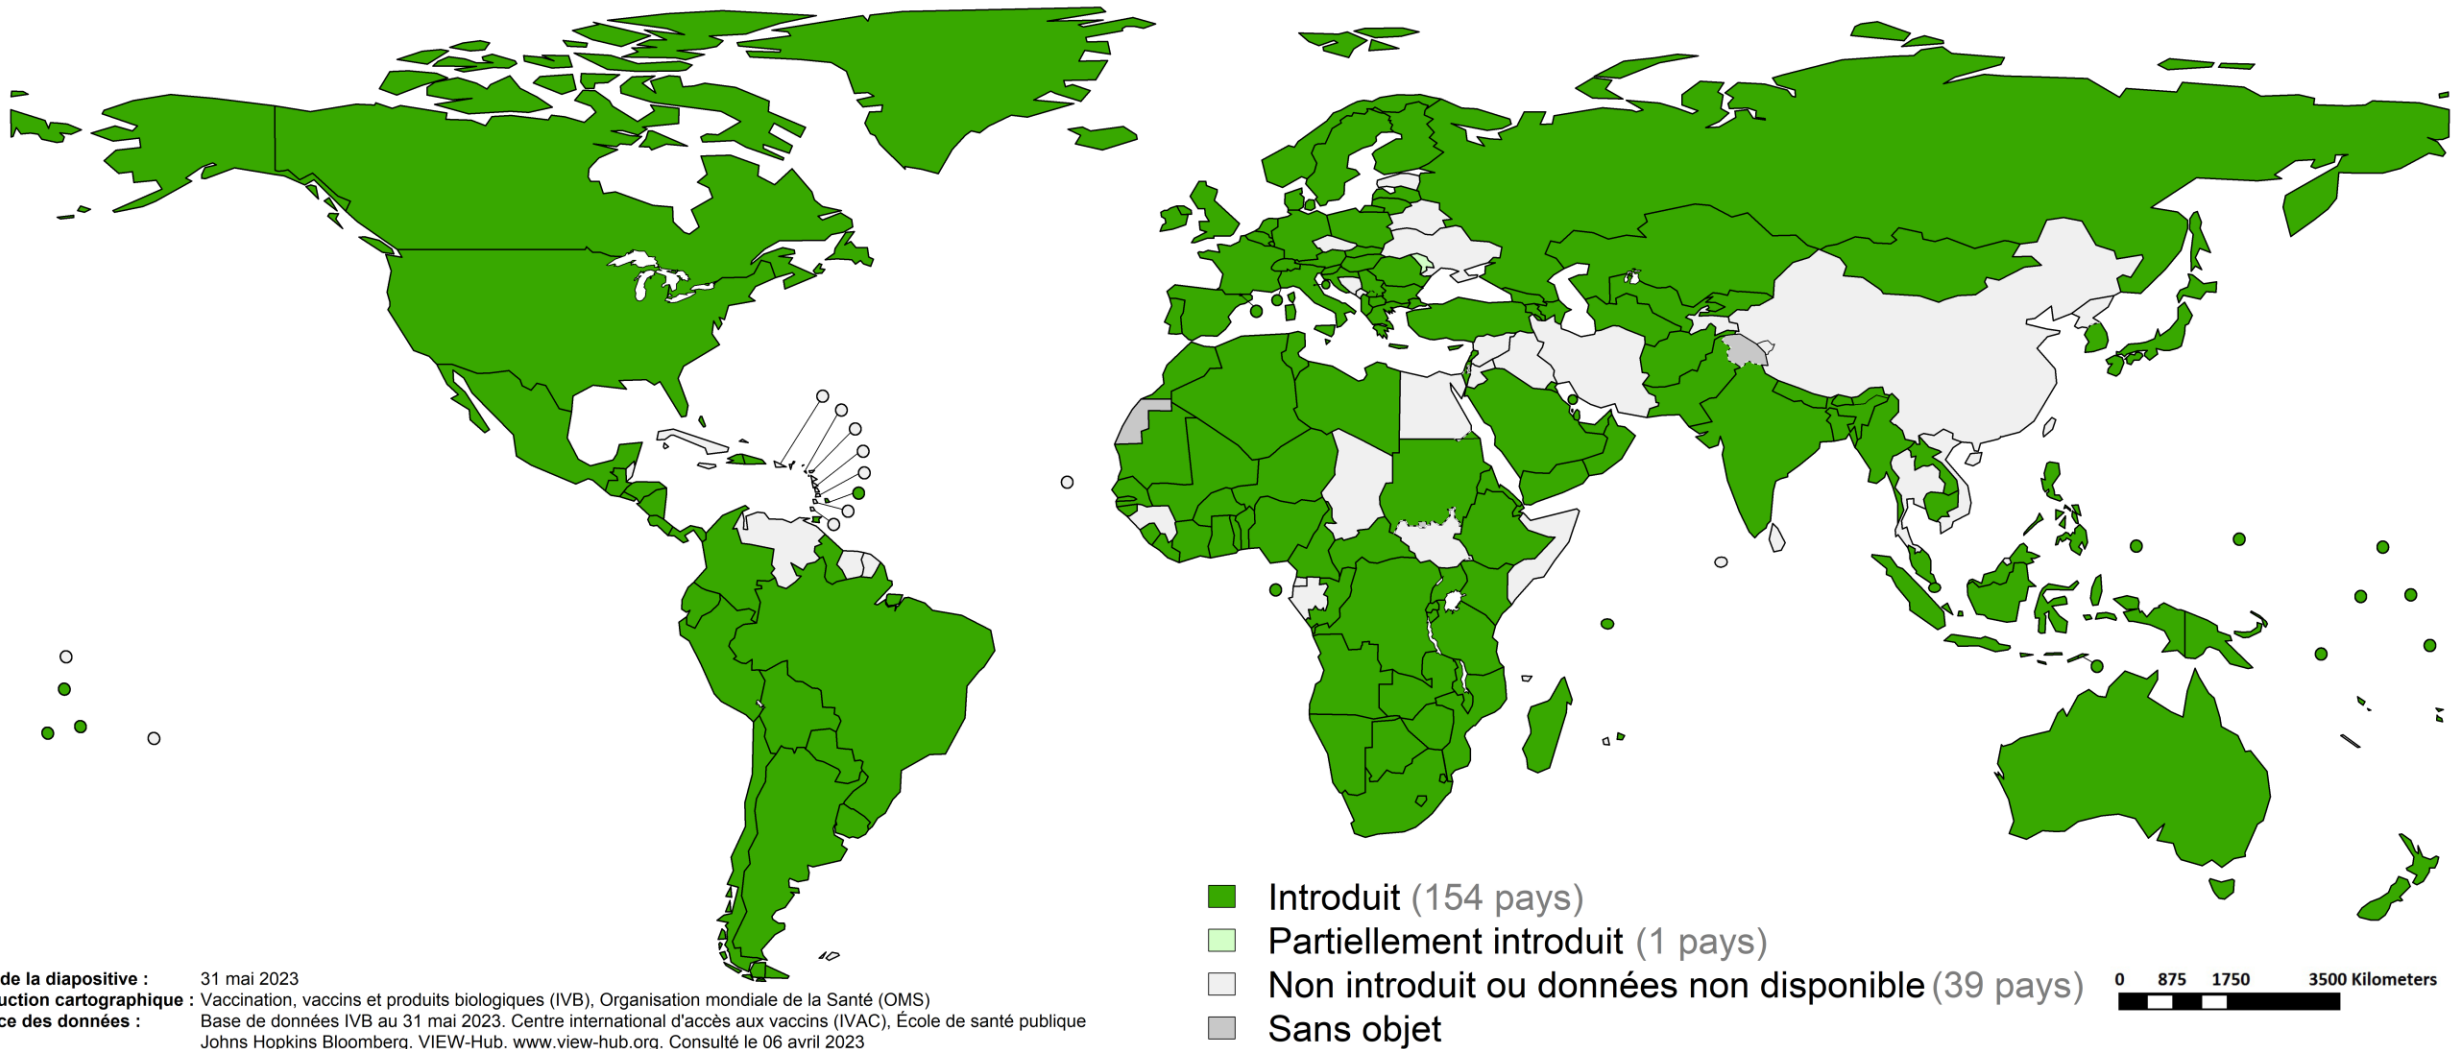 Introduit (154 pays)
Partiellement introduit (1 pays)
Non introduit ou données non disponible (39 pays)
Sans objet
0 875 1750 3500 Kilometers
de la diapositive : 31 mai 2023
uction cartographique : Vaccination, vaccins et produits biologiques (IVB), Organisation mondiale de la Santé (OMS)
ce des données : Base de données IVB au 31 mai 2023. Centre international d'accès aux vaccins (IVAC), École de santé publique
Johns Hopkins Bloomberg. VIEW-Hub. www.view-hub.org. Consulté le 06 avril 2023